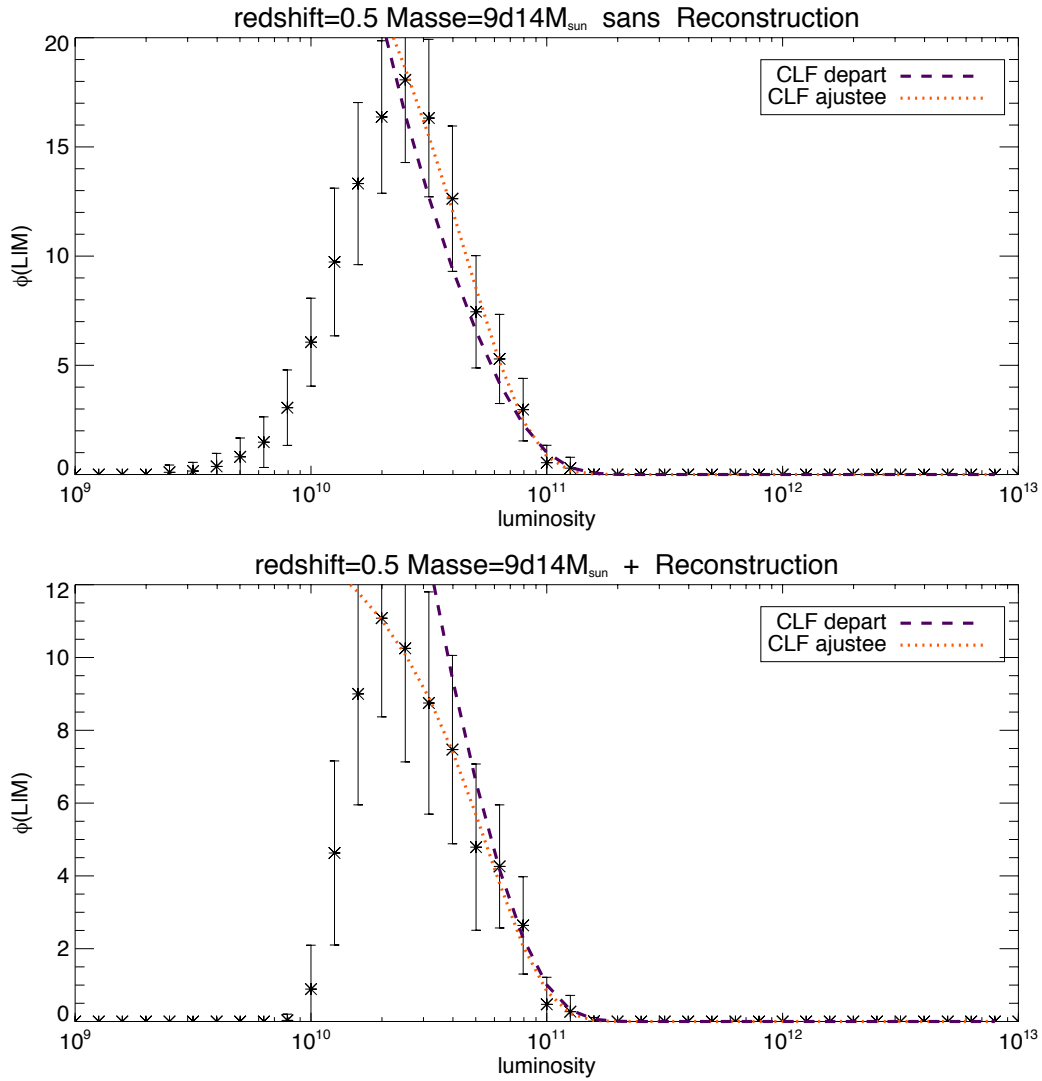 redshift=0.5 Masse=9d14M_sun sans Reconstruction
20
15
10
5
0
ϕ(LIM)
CLF depart
CLF ajustee
10^9
10^10
10^11
10^12
10^13
luminosity
redshift=0.5 Masse=9d14M_sun + Reconstruction
12
10
8
6
4
2
0
ϕ(LIM)
CLF depart
CLF ajustee
10^9
10^10
10^11
10^12
10^13
luminosity